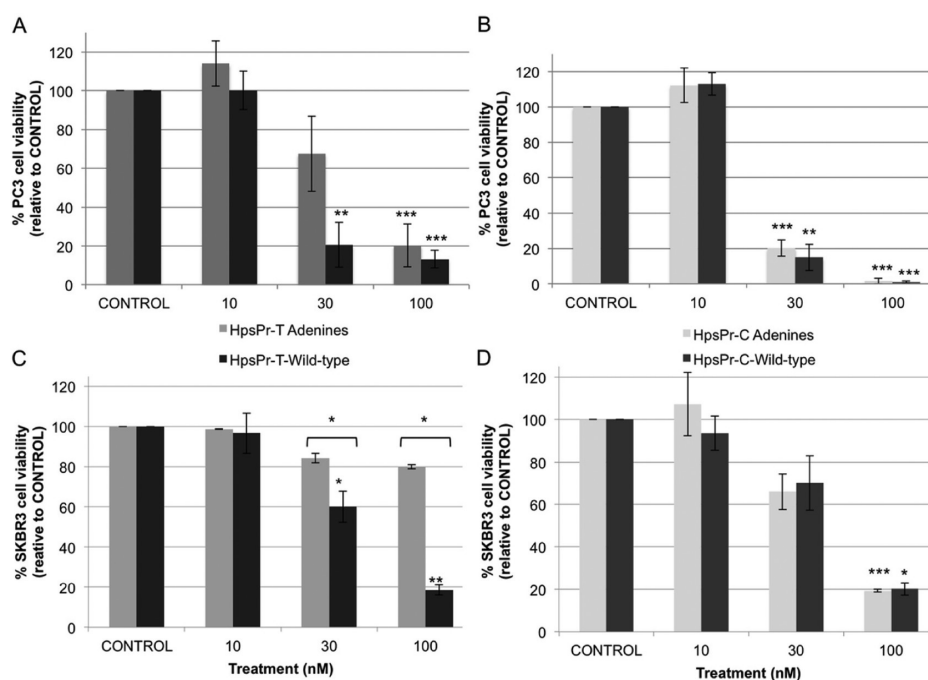 A
% PC3 cell viability
(relative to CONTROL)
120
100
80
60
40
20
0
**
***
***
CONTROL 10 30 100
HpsPr-T Adenines
HpsPr-T-Wild-type
B
% PC3 cell viability
(relative to CONTROL)
120
100
80
60
40
20
0
***
**
***
***
CONTROL 10 30 100
HpsPr-C Adenines
HpsPr-C-Wild-type
C
% SKBR3 cell viability
(reative to CONTROL)
120
100
80
60
40
20
0
*
*
*
**
CONTROL 10 30 100
Treatment (nM)
D
% SKBR3 cell viability
(relative to CONTROL)
120
100
80
60
40
20
0
***
*
CONTROL 10 30 100
Treatment (nM)